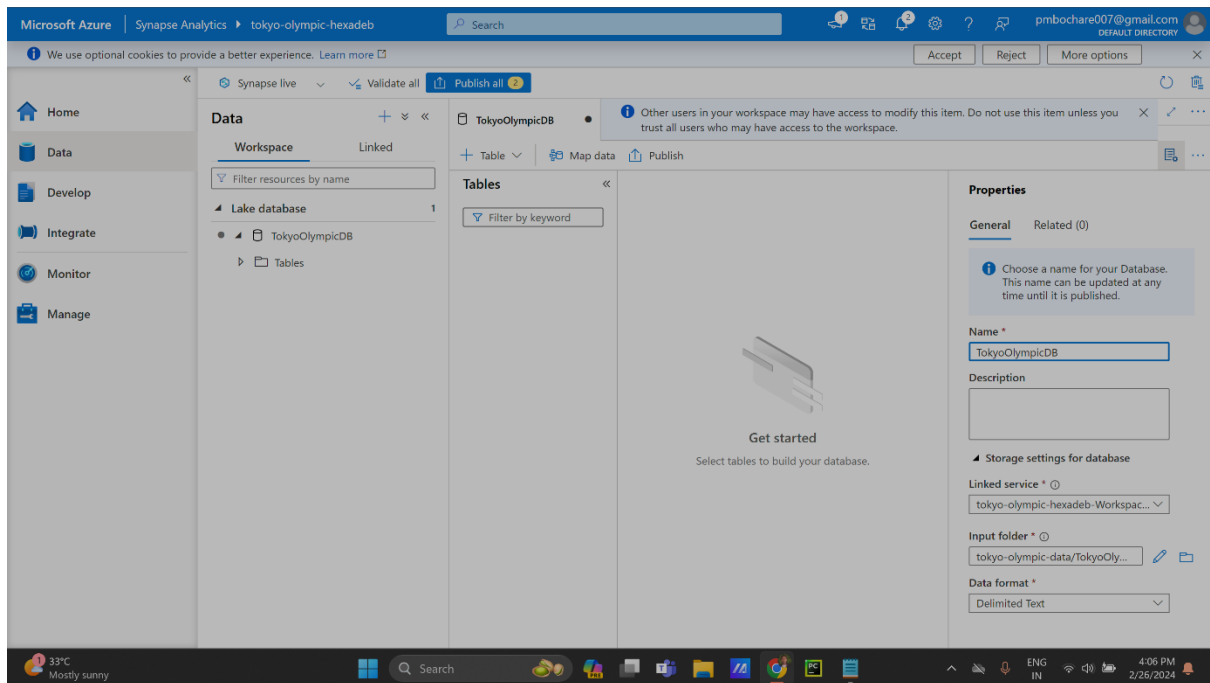 Microsoft Azure | Synapse Analytics ▸ tokyo-olympic-hexadeb
Search
1
2
pmbochare007@gmail.com
DEFAULT DIRECTORY
We use optional cookies to provide a better experience. Learn more
Accept
Reject
More options
Synapse live
Validate all
Publish all 2
Home
Data
Develop
Integrate
Monitor
Manage
Data
Workspace
Linked
Filter resources by name
Lake database 1
TokyoOlympicDB
Tables
TokyoOlympicDB
Other users in your workspace may have access to modify this item. Do not use this item unless you
trust all users who may have access to the workspace.
Table
Map data
Publish
Tables
Filter by keyword
Get started
Select tables to build your database.
Properties
General
Related (0)
Choose a name for your Database.
This name can be updated at any
time until it is published.
Name *
TokyoOlympicDB
Description
Storage settings for database
Linked service *
tokyo-olympic-hexadeb-Workspac...
Input folder *
tokyo-olympic-data/TokyoOly...
Data format *
Delimited Text
1
33°C
Mostly sunny
Search
PRE
PC
ENG
IN
4:06 PM
2/26/2024